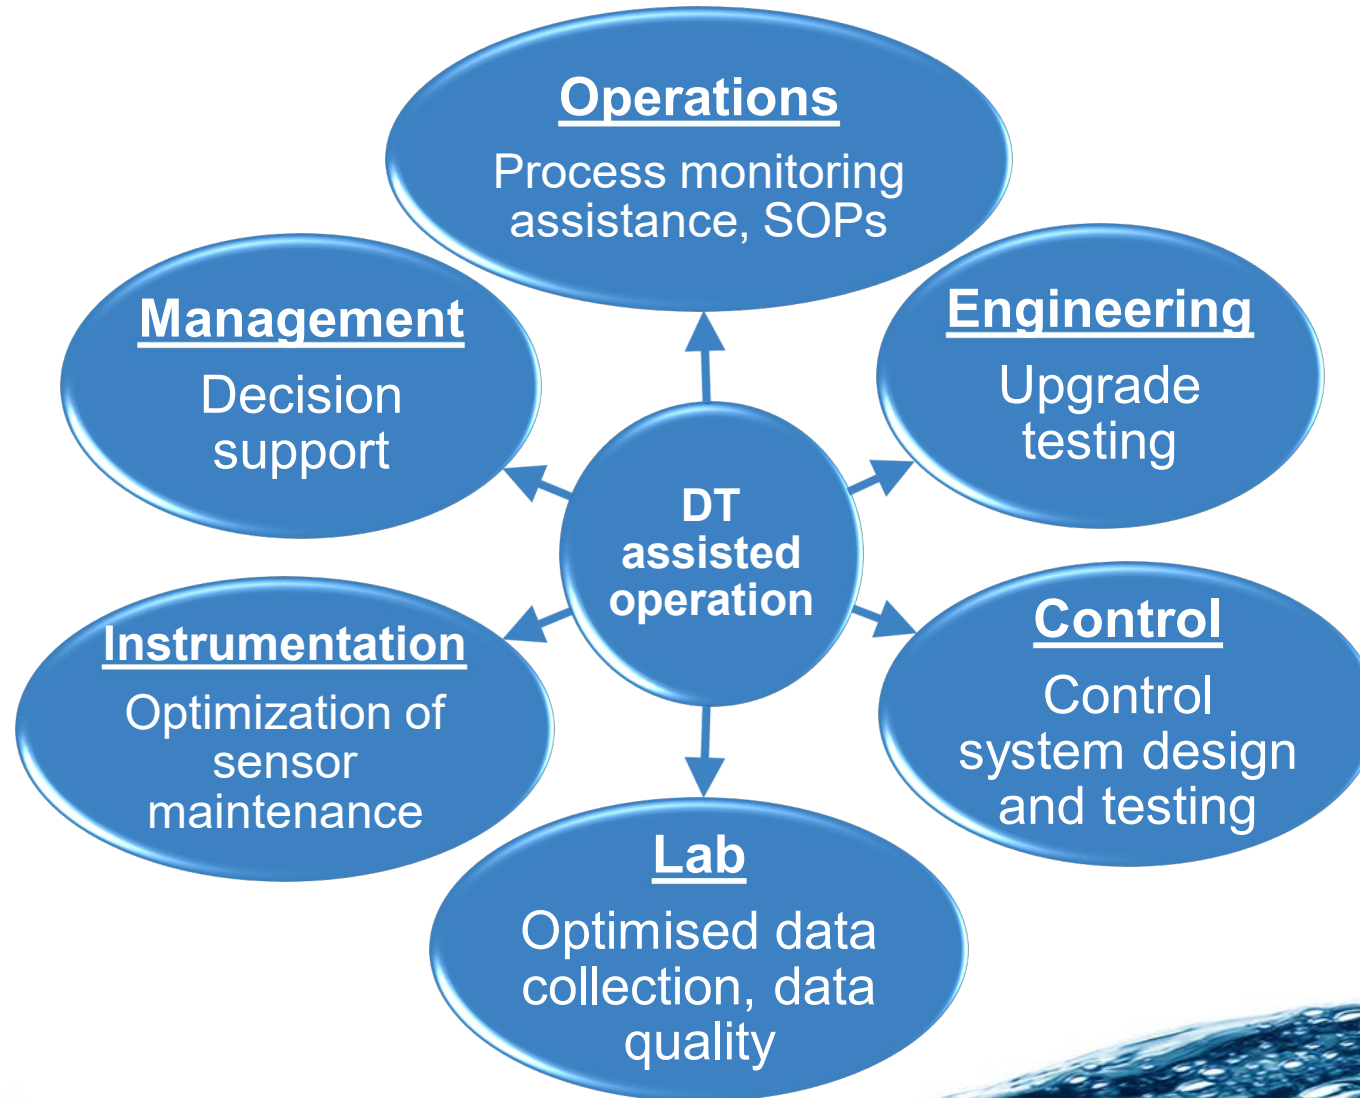 Operations
Process monitoring
assistance, SOPs
Management
Decision
support
Engineering
Upgrade
testing
DT
assisted
operation
Instrumentation
Optimization of
sensor
maintenance
Control
Control
system design
and testing
Lab
Optimised data
collection, data
quality